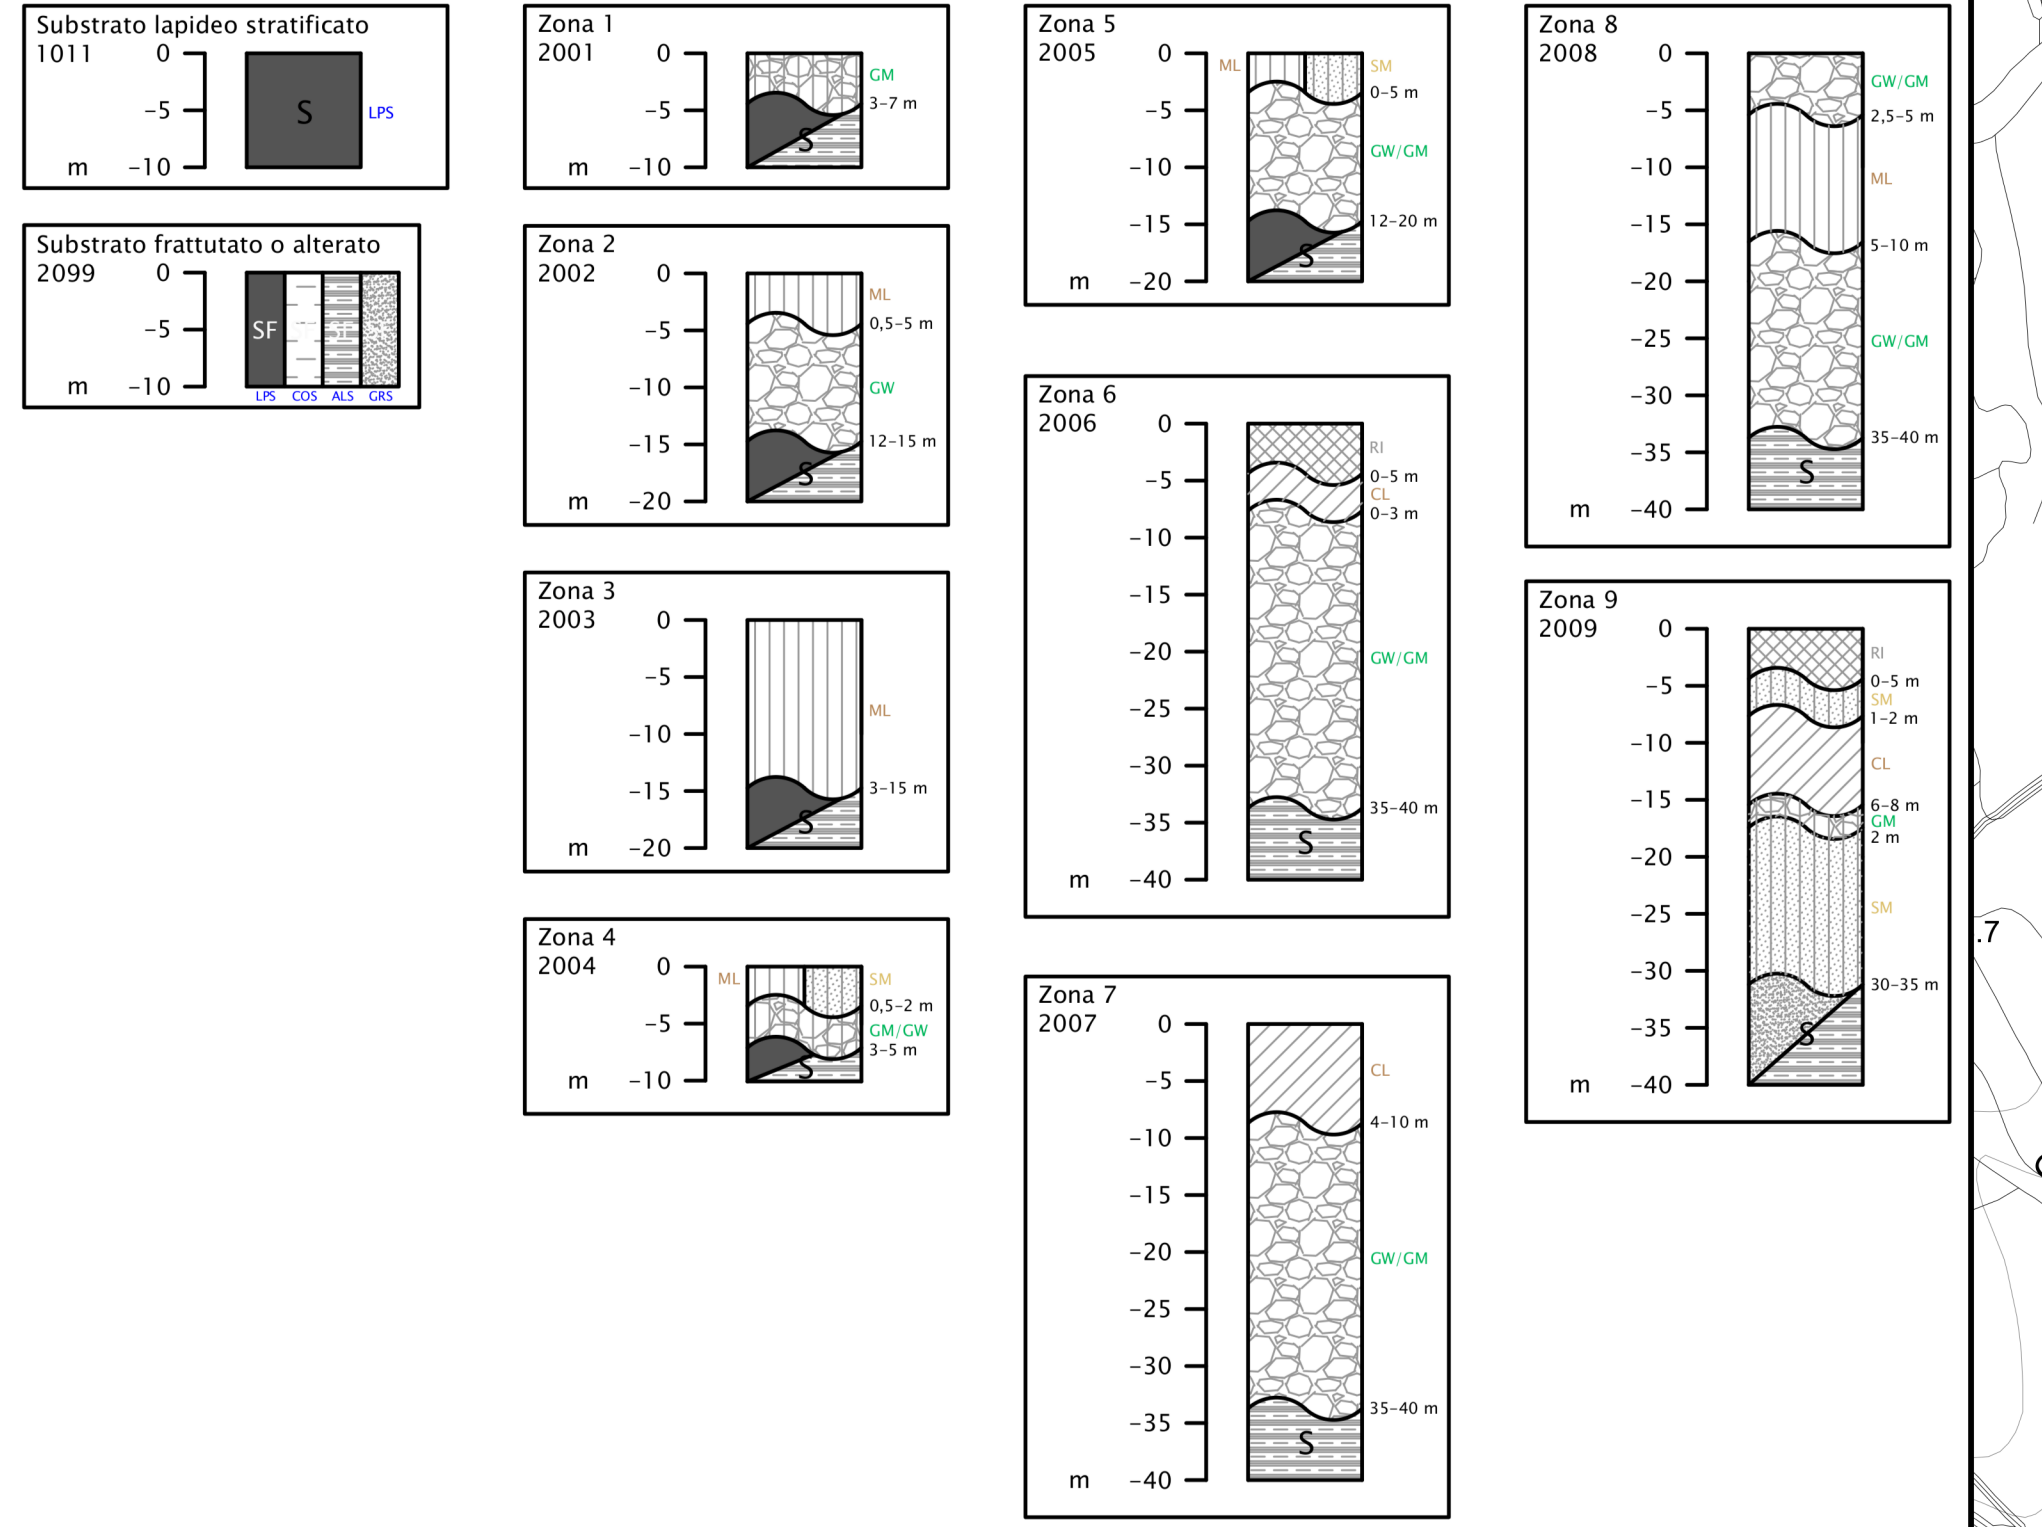 Substrato lapideo stratificato
1011
0
-5
-10
m
S
LPS
Substrato frattutato o alterato
2099
0
-5
-10
m
SF
LPS COS ALS GRS
Zona 1
2001
0
-5
-10
m
GM
3-7 m
S
Zona 2
2002
0
-5
-10
-15
-20
m
ML
0,5-5 m
GW
12-15 m
S
Zona 3
2003
0
-5
-10
-15
-20
m
ML
3-15 m
S
Zona 4
2004
0
-5
-10
m
ML
SM
0,5-2 m
GM/GW
3-5 m
S
Zona 5
2005
0
-5
-10
-15
-20
m
ML
SM
0-5 m
GW/GM
12-20 m
S
Zona 6
2006
0
-5
-10
-15
-20
-25
-30
-35
-40
m
RI
0-5 m
CL
0-3 m
GW/GM
35-40 m
S
Zona 7
2007
0
-5
-10
-15
-20
-25
-30
-35
-40
m
CL
4-10 m
GW/GM
35-40 m
S
Zona 8
2008
0
-5
-10
-15
-20
-25
-30
-35
-40
m
GW/GM
2,5-5 m
ML
5-10 m
GW/GM
35-40 m
S
Zona 9
2009
0
-5
-10
-15
-20
-25
-30
-35
-40
m
RI
0-5 m
SM
1-2 m
CL
6-8 m
GM
2 m
SM
30-35 m
S
.7